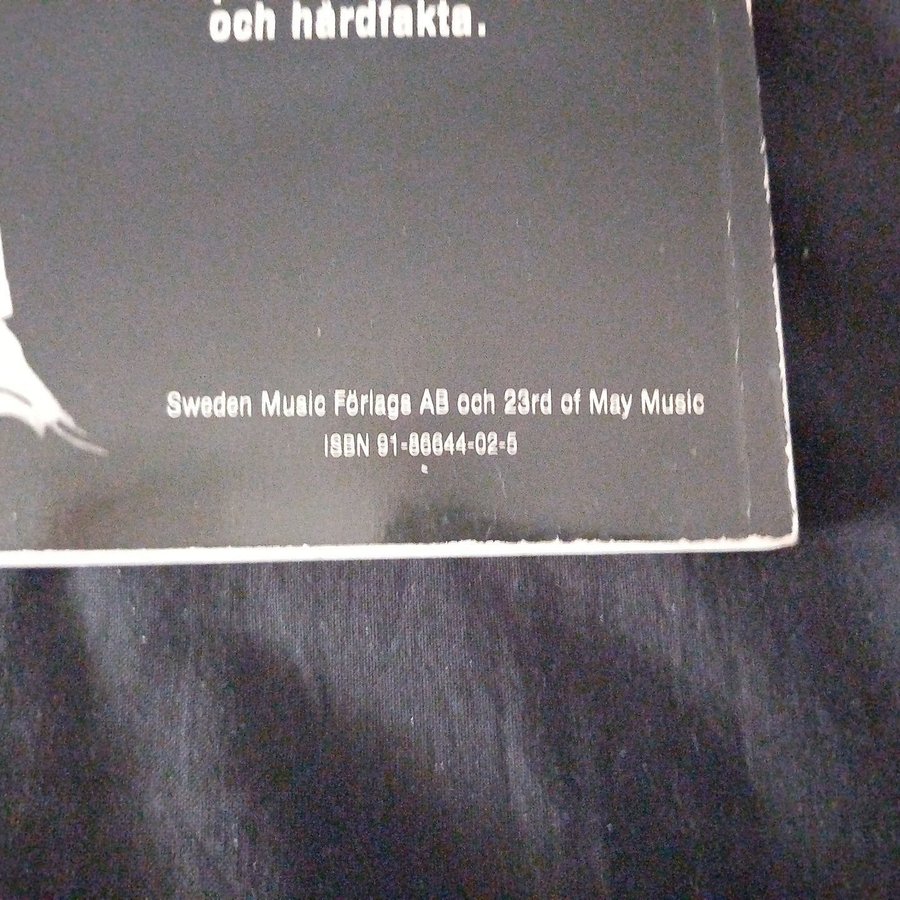 och hårdfakta.
Sweden Music Förlags AB och 23rd of May Music
ISBN 91-86644-02-5